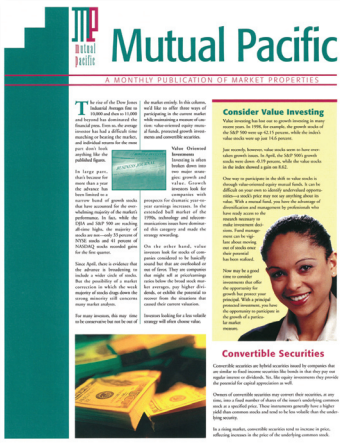 MP
Mutual
Pacific
Mutual Pacific
A MONTHLY PUBLICATION OF MARKET PROPERTIES
The rise of the Dow Jones
Industrial Averages first to
10,000 and then to 11,000
and beyond has dominated the
financial press. Even so, the average
investor has had a difficult time
matching or beating the market,
and individual returns for the most
part don't look
anything like the
published figures.
In large part,
that's because for
more than a year
the advance has
been limited to a
narrow band of growth stocks
that have accounted for the over-
whelming majority of the market's
performance. In fact, while the
DJIA and S&P 500 are reaching
all-time highs, the majority of
stocks are not—only 33 percent of
NYSE stocks and 41 percent of
NASDAQ stocks recorded gains
for the first quarter.
Since April, there is evidence that
the advance is broadening to
include a wider circle of stocks.
But the possibility of a market
correction in which the weak
majority of stocks drags down the
strong minority still concerns
many market analysts.
For many investors, this may time
to be conservative but not be out of
the market entirely. In this column,
we'd like to offer three ways of
participating in the current market
while maintaining a measure of cau-
tion: value-oriented equity mutu-
al funds, protected growth invest-
ments and convertible securities.
Value Oriented
Investments
Investing is often
broken down into
two major strate-
gies: growth and
value. Growth
investors look for
companies with
prospects for dramatic year-to-
year earnings increases. In the
extended bull market of the
1990s, technology and telecom-
munications issues have dominat-
ed this category and made the
strategy rewarding.
On the other hand, value
investors look for stocks of com-
panies considered to be basically
sound but that are overlooked or
out of favor. They are companies
that might sell at price/earnings
ratios below the broad stock mar-
ket averages, pay higher divi-
dends, or exhibit the potential to
recover from the situations that
caused their current valuation.
Investors looking for a less volatile
strategy will often choose value.
BUSINESS JOURNAL
Consider Value Investing
Value investing has lost out to growth investing in many
recent years. In 1998, for example, the growth stocks of
the S&P 500 were up 42.15 percent, while the index's
value stocks were up just 14.6 percent.
Just recently, however, value stocks seem to have over-
taken growth issues. In April, the S&P 500's growth
stocks were down -0.19 percent, while the value stocks
in the index showed a gain on 8.62.
One way to participate in the shift to value stocks is
through value-oriented equity mutual funds. It can be
difficult on your own to identify undervalued opportu-
nities—a stock's price may not say anything about its
value. With a mutual fund, you have the advantage of
diversification and management by professionals who
have ready access to the
research necessary to
make investment deci-
sions. Fund manage-
ment can be vigi-
lant about moving
out of stocks once
their potential
has been realized.
Now may be a good
time to consider
investments that offer
the opportunity for
growth but protect your
principal. With a principal
protected investment, you have
the opportunity to participate in
the growth of a particu-
lar market
measure.
Convertible Securities
Convertible securities are hybrid securities issued by companies that
are similar to fixed income securities like bonds in that they pay out
regular interest or dividends. Yet, like equity investments they provide
the potential for capital appreciation as well.
Owners of convertible securities may convert their securities, at any
time, into a fixed number of shares of the issuer's underlying common
stock at a specified price. These instruments generally have a higher
yield than common stocks and tend to be less volatile than the under-
lying security.
In a rising market, convertible securities tend to increase in price,
reflecting increase in the price of the underlying common stock.